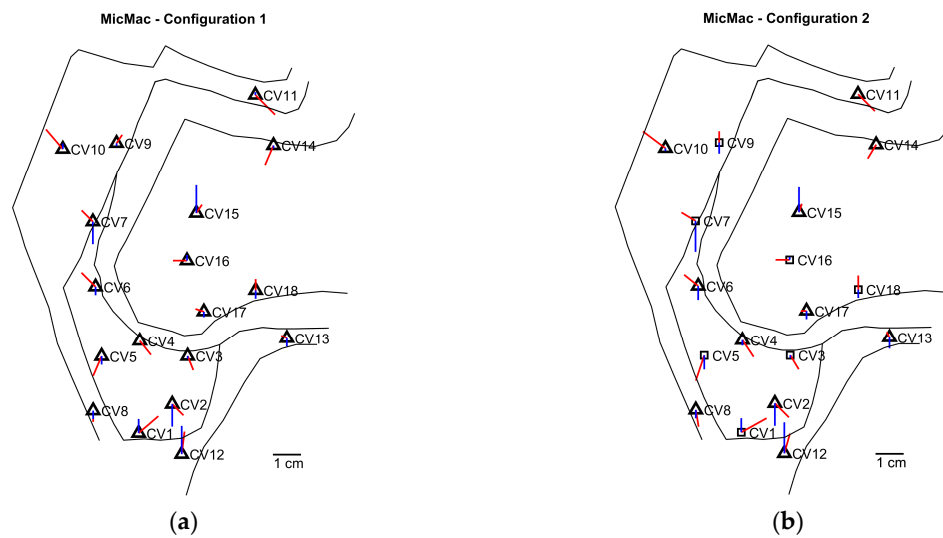 MicMac - Configuration 1
CV11
CV9
CV10
CV14
CV15
CV7
CV16
CV6
CV18
CV17
CV13
CV4
CV5
CV3
CV2
CV8
CV1
CV12
1 cm
(a)
MicMac - Configuration 2
CV11
CV9
CV10
CV14
CV15
CV7
CV16
CV6
CV18
CV17
CV13
CV4
CV5
CV3
CV2
CV8
CV1
CV12
1 cm
(b)